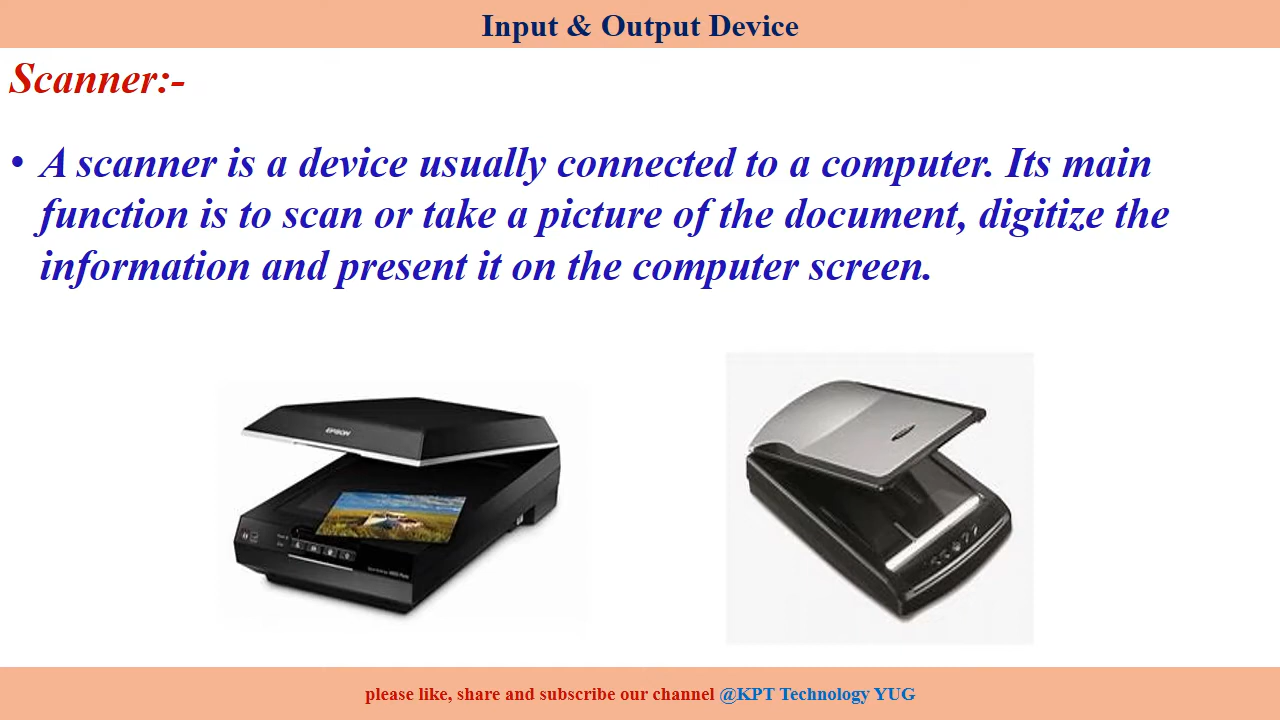 Input & Output Device
Scanner:-
• A scanner is a device usually connected to a computer. Its main
function is to scan or take a picture of the document, digitize the
information and present it on the computer screen.
EPSON
please like, share and subscribe our channel @KPT Technology YUG